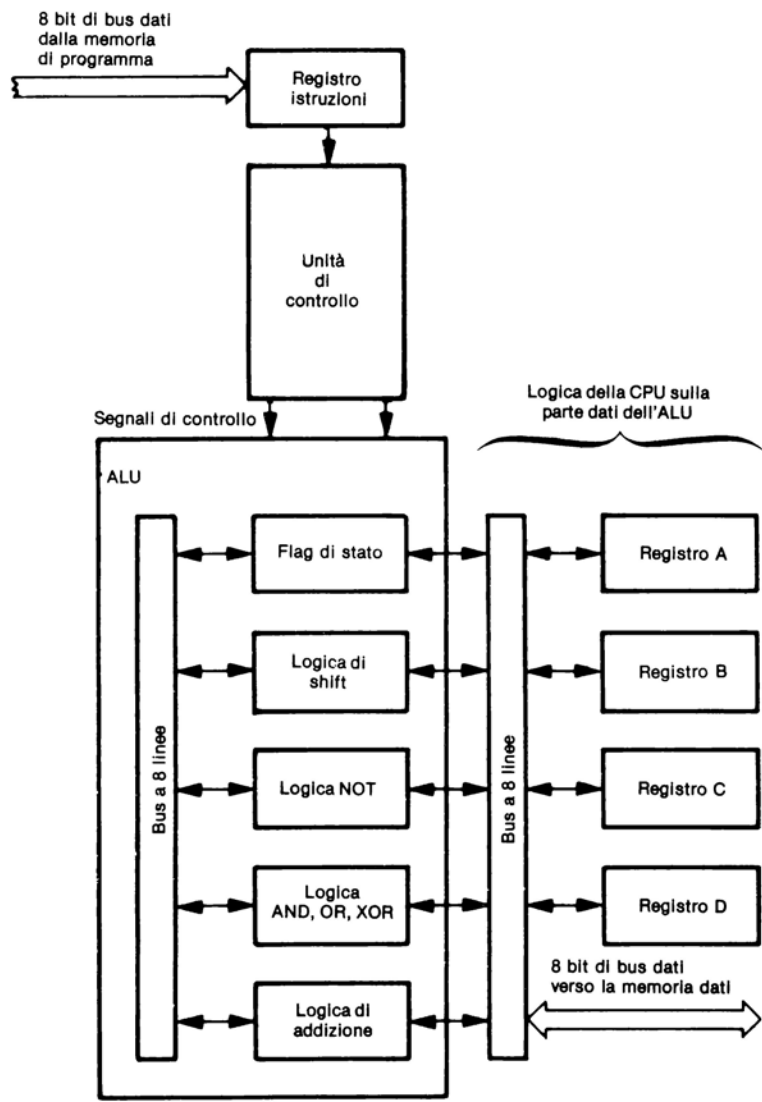 8 bit di bus dati
dalla memoria
di programma
Registro
istruzioni
Unità
di
controllo
Segnali di controllo
Logica della CPU sulla
parte dati dell'ALU
ALU
Bus a 8 linee
Flag di stato
Logica di
shift
Logica NOT
Logica
AND, OR, XOR
Logica di
addizione
Bus a 8 linee
Registro A
Registro B
Registro C
Registro D
8 bit di bus dati
verso la memoria dati